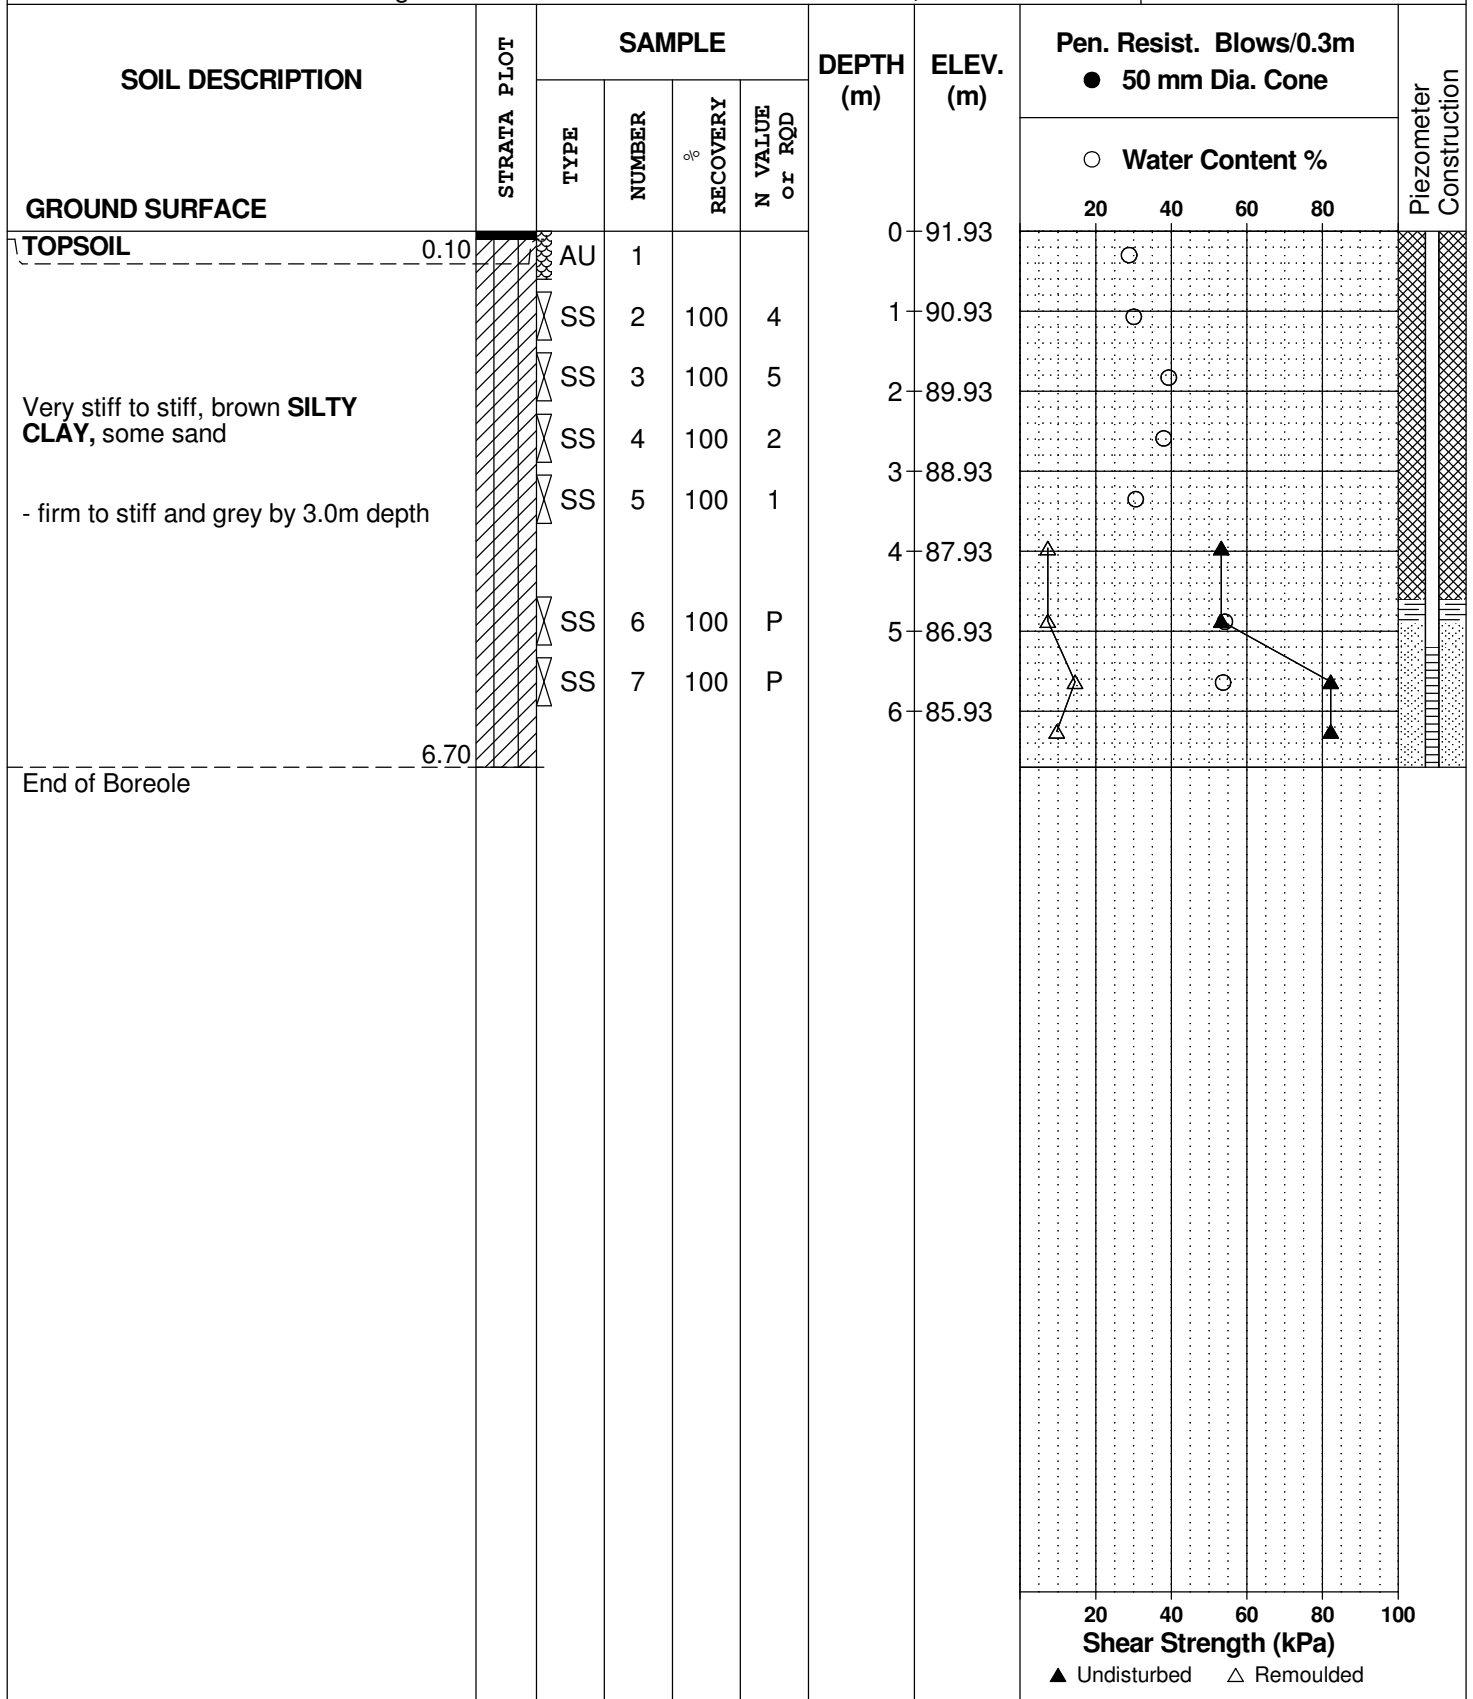 SOIL DESCRIPTION
GROUND SURFACE
STRATA PLOT
SAMPLE
TYPE
NUMBER
% RECOVERY
N VALUE or RQD
DEPTH (m)
ELEV. (m)
Pen. Resist. Blows/0.3m
● 50 mm Dia. Cone
○ Water Content %
20 40 60 80
Piezometer Construction
TOPSOIL 0.10
AU 1
0 91.93
SS 2 100 4
1 90.93
SS 3 100 5
2 89.93
Very stiff to stiff, brown SILTY
CLAY, some sand
SS 4 100 2
3 88.93
SS 5 100 1
- firm to stiff and grey by 3.0m depth
4 87.93
SS 6 100 P
5 86.93
SS 7 100 P
6 85.93
6.70
End of Boreole
20 40 60 80 100
Shear Strength (kPa)
▲ Undisturbed △ Remoulded